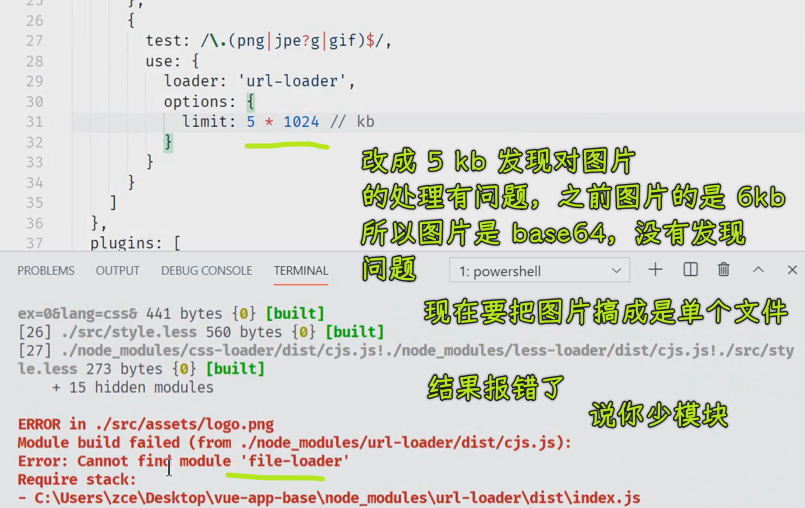 25 },
26 {
27 test: /\.(png|jpe?g|gif)$/,
28 use: {
29 loader: 'url-loader',
30 options: {
31 limit: 5 * 1024 // kb
32 }
33 }
34 }
35 ]
36 },
37 plugins: [
改成 5 kb 发现对图片
的处理有问题，之前图片的是 6kb
所以图片是 base64，没有发现
问题
PROBLEMS OUTPUT DEBUG CONSOLE TERMINAL 1: powershell
现在要把图片搞成是单个文件
结果报错了
说你少模块
ex=0&lang=css& 441 bytes {0} [built]
[26] ./src/style.less 560 bytes {0} [built]
[27] ./node_modules/css-loader/dist/cjs.js!./node_modules/less-loader/dist/cjs.js!./src/sty
le.less 273 bytes {0} [built]
+ 15 hidden modules
ERROR in ./src/assets/logo.png
Module build failed (from ./node_modules/url-loader/dist/cjs.js):
Error: Cannot find module 'file-loader'
Require stack:
- C:\Users\zce\Desktop\vue-app-base\node_modules\url-loader\dist\index.js